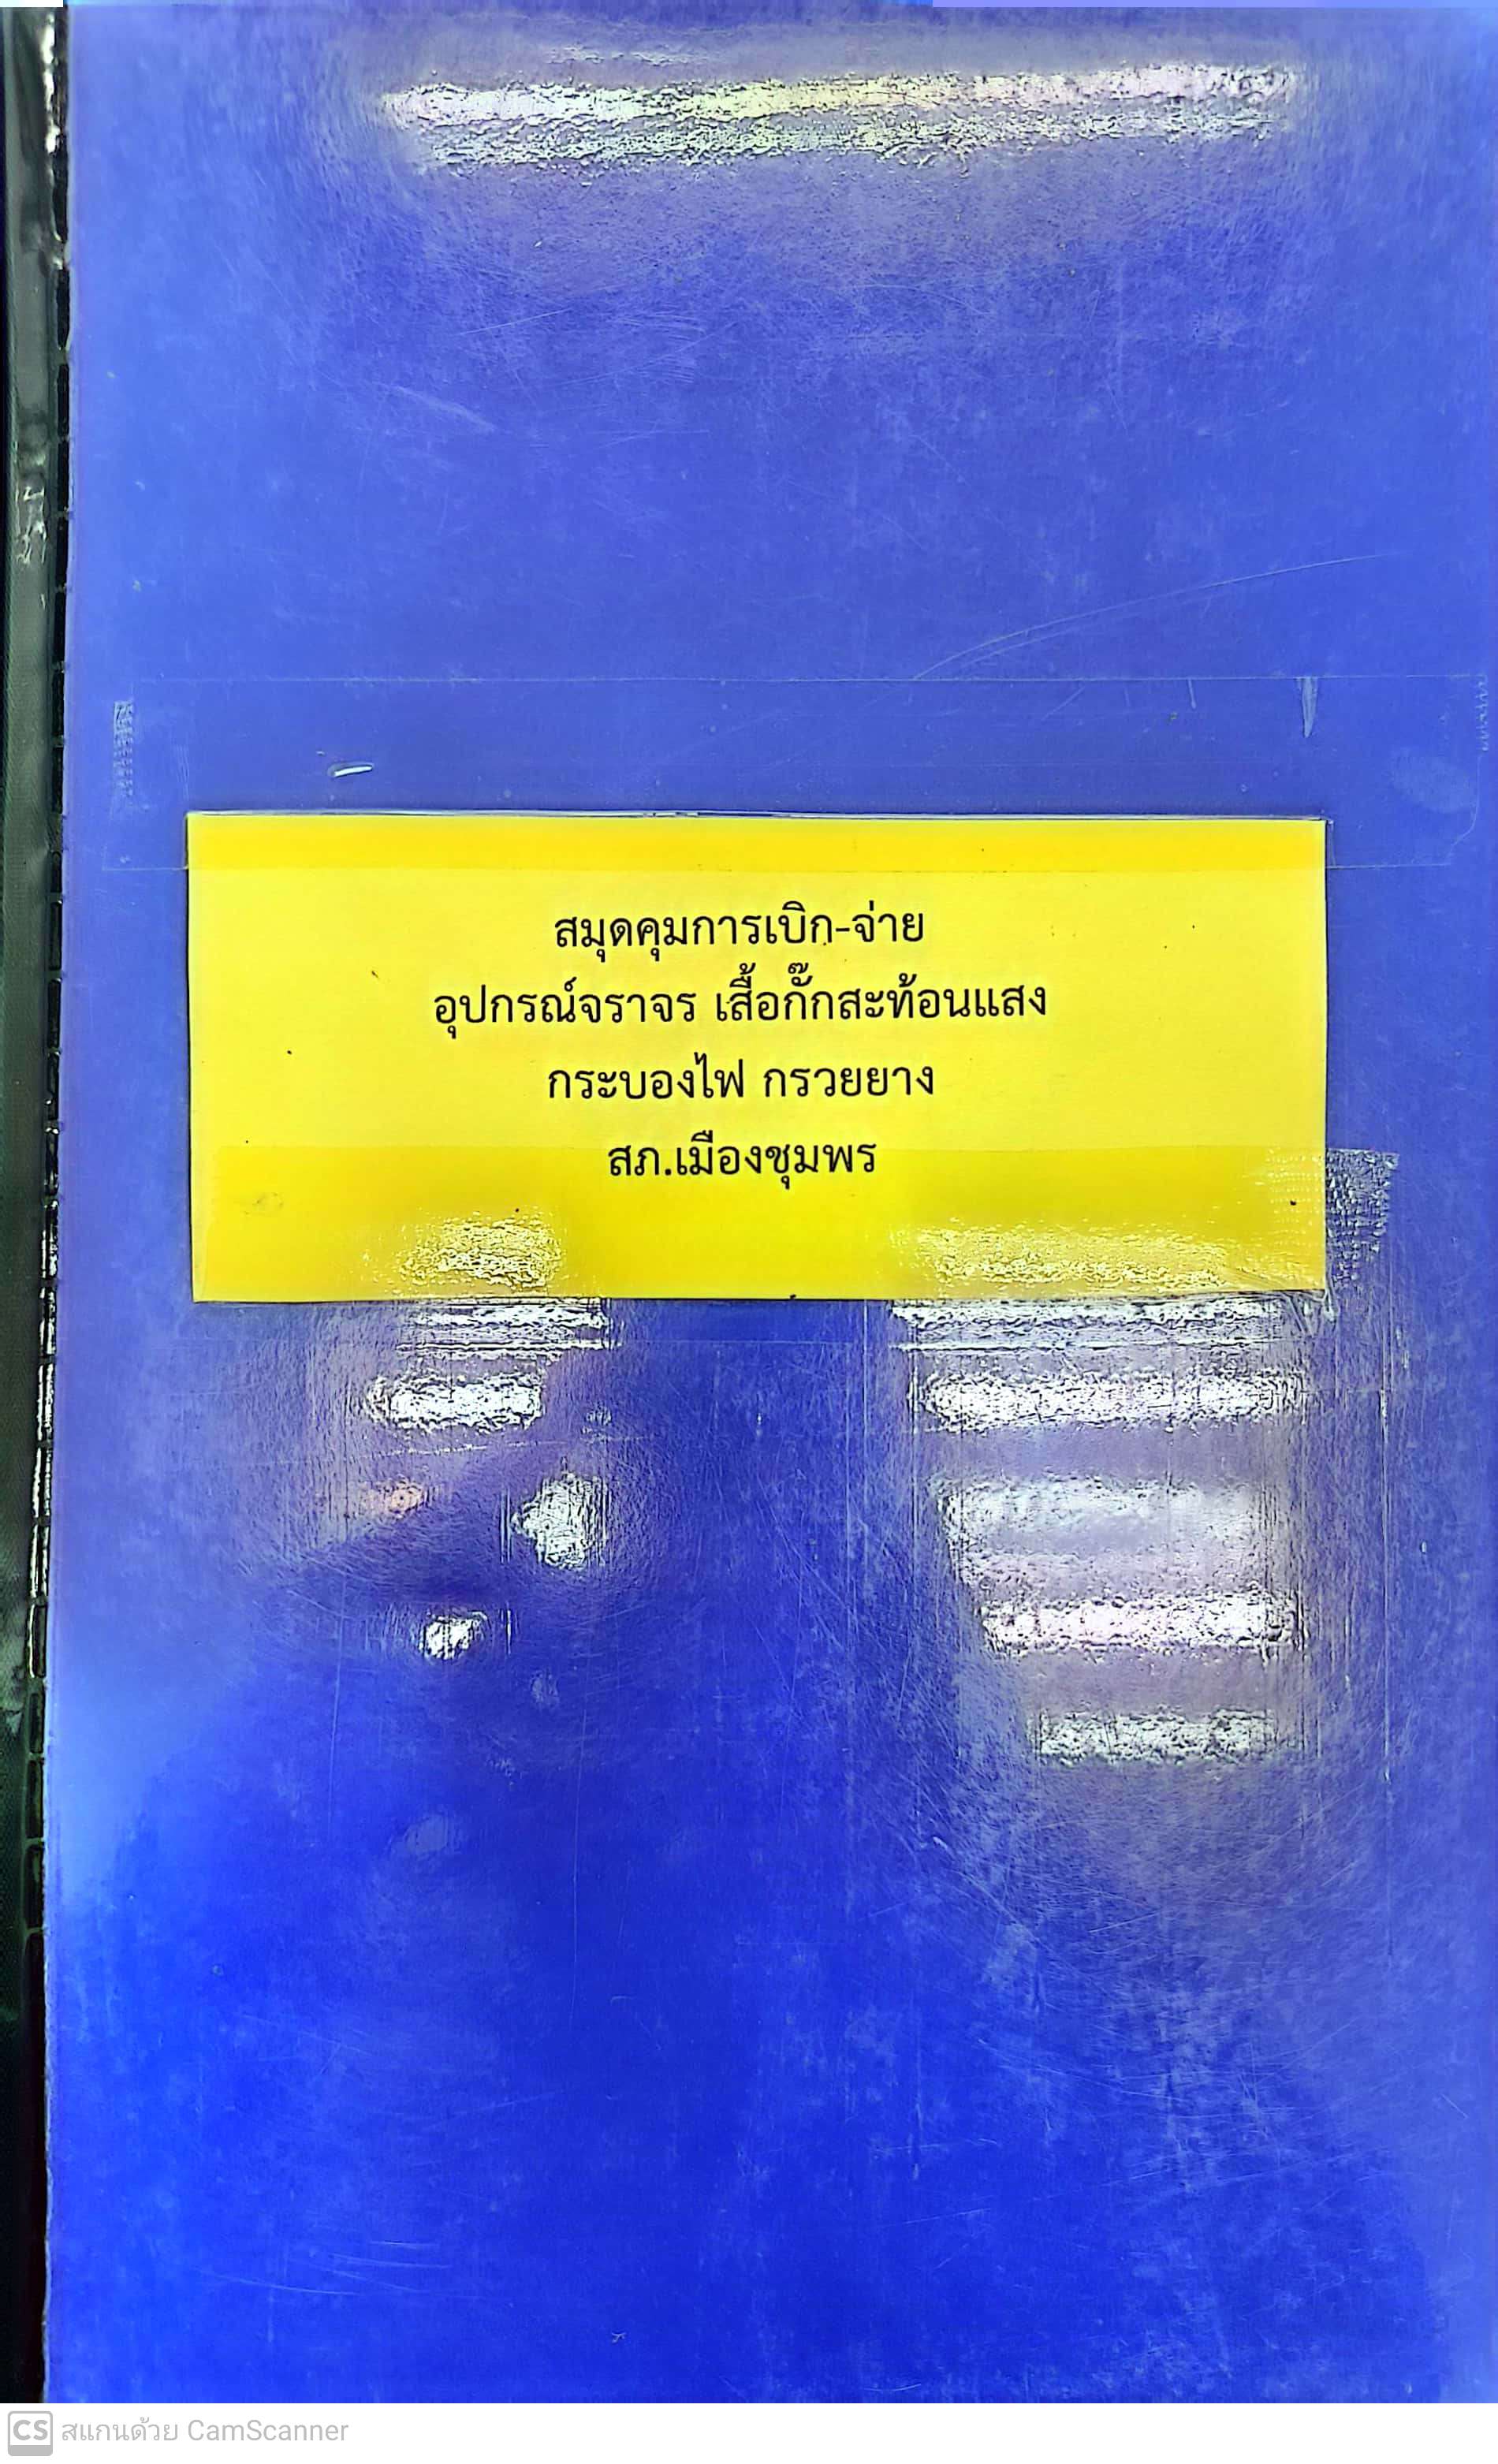 สมุดคุมการเบิก-จ่าย
อุปกรณ์จราจร เสื้อกั๊กสะท้อนแสง
กระบองไฟ กรวยยาง
สภ.เมืองชุมพร
CS สแกนด้วย CamScanner